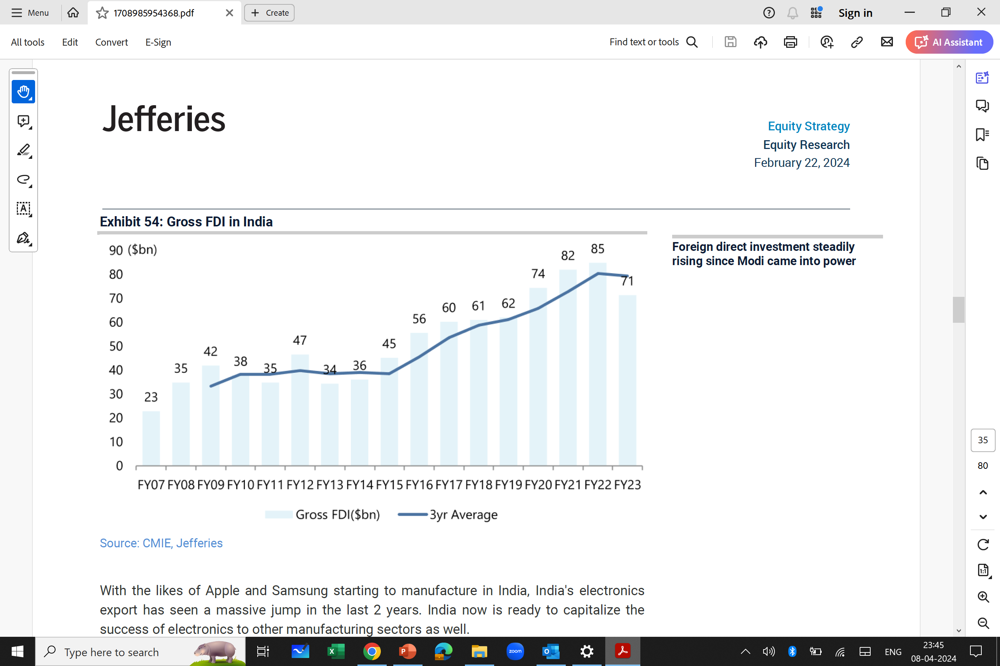 Menu
1708985954368.pdf
Create
Sign in
All tools
Edit
Convert
E-Sign
Find text or tools
AI Assistant
Jefferies
Equity Strategy
Equity Research
February 22, 2024
Exhibit 54: Gross FDI in India
Foreign direct investment steadily
rising since Modi came into power
90 ($bn)
80
70
60
50
40
30
20
10
0
23
35
42
38
35
47
34
36
45
56
60
61
62
74
82
85
71
FY07 FY08 FY09 FY10 FY11 FY12 FY13 FY14 FY15 FY16 FY17 FY18 FY19 FY20 FY21 FY22 FY23
Gross FDI($bn) 3yr Average
Source: CMIE, Jefferies
With the likes of Apple and Samsung starting to manufacture in India, India's electronics
export has seen a massive jump in the last 2 years. India now is ready to capitalize the
success of electronics to other manufacturing sectors as well.
35
80
1:1
Type here to search
zoom
ENG
23:45
08-04-2024